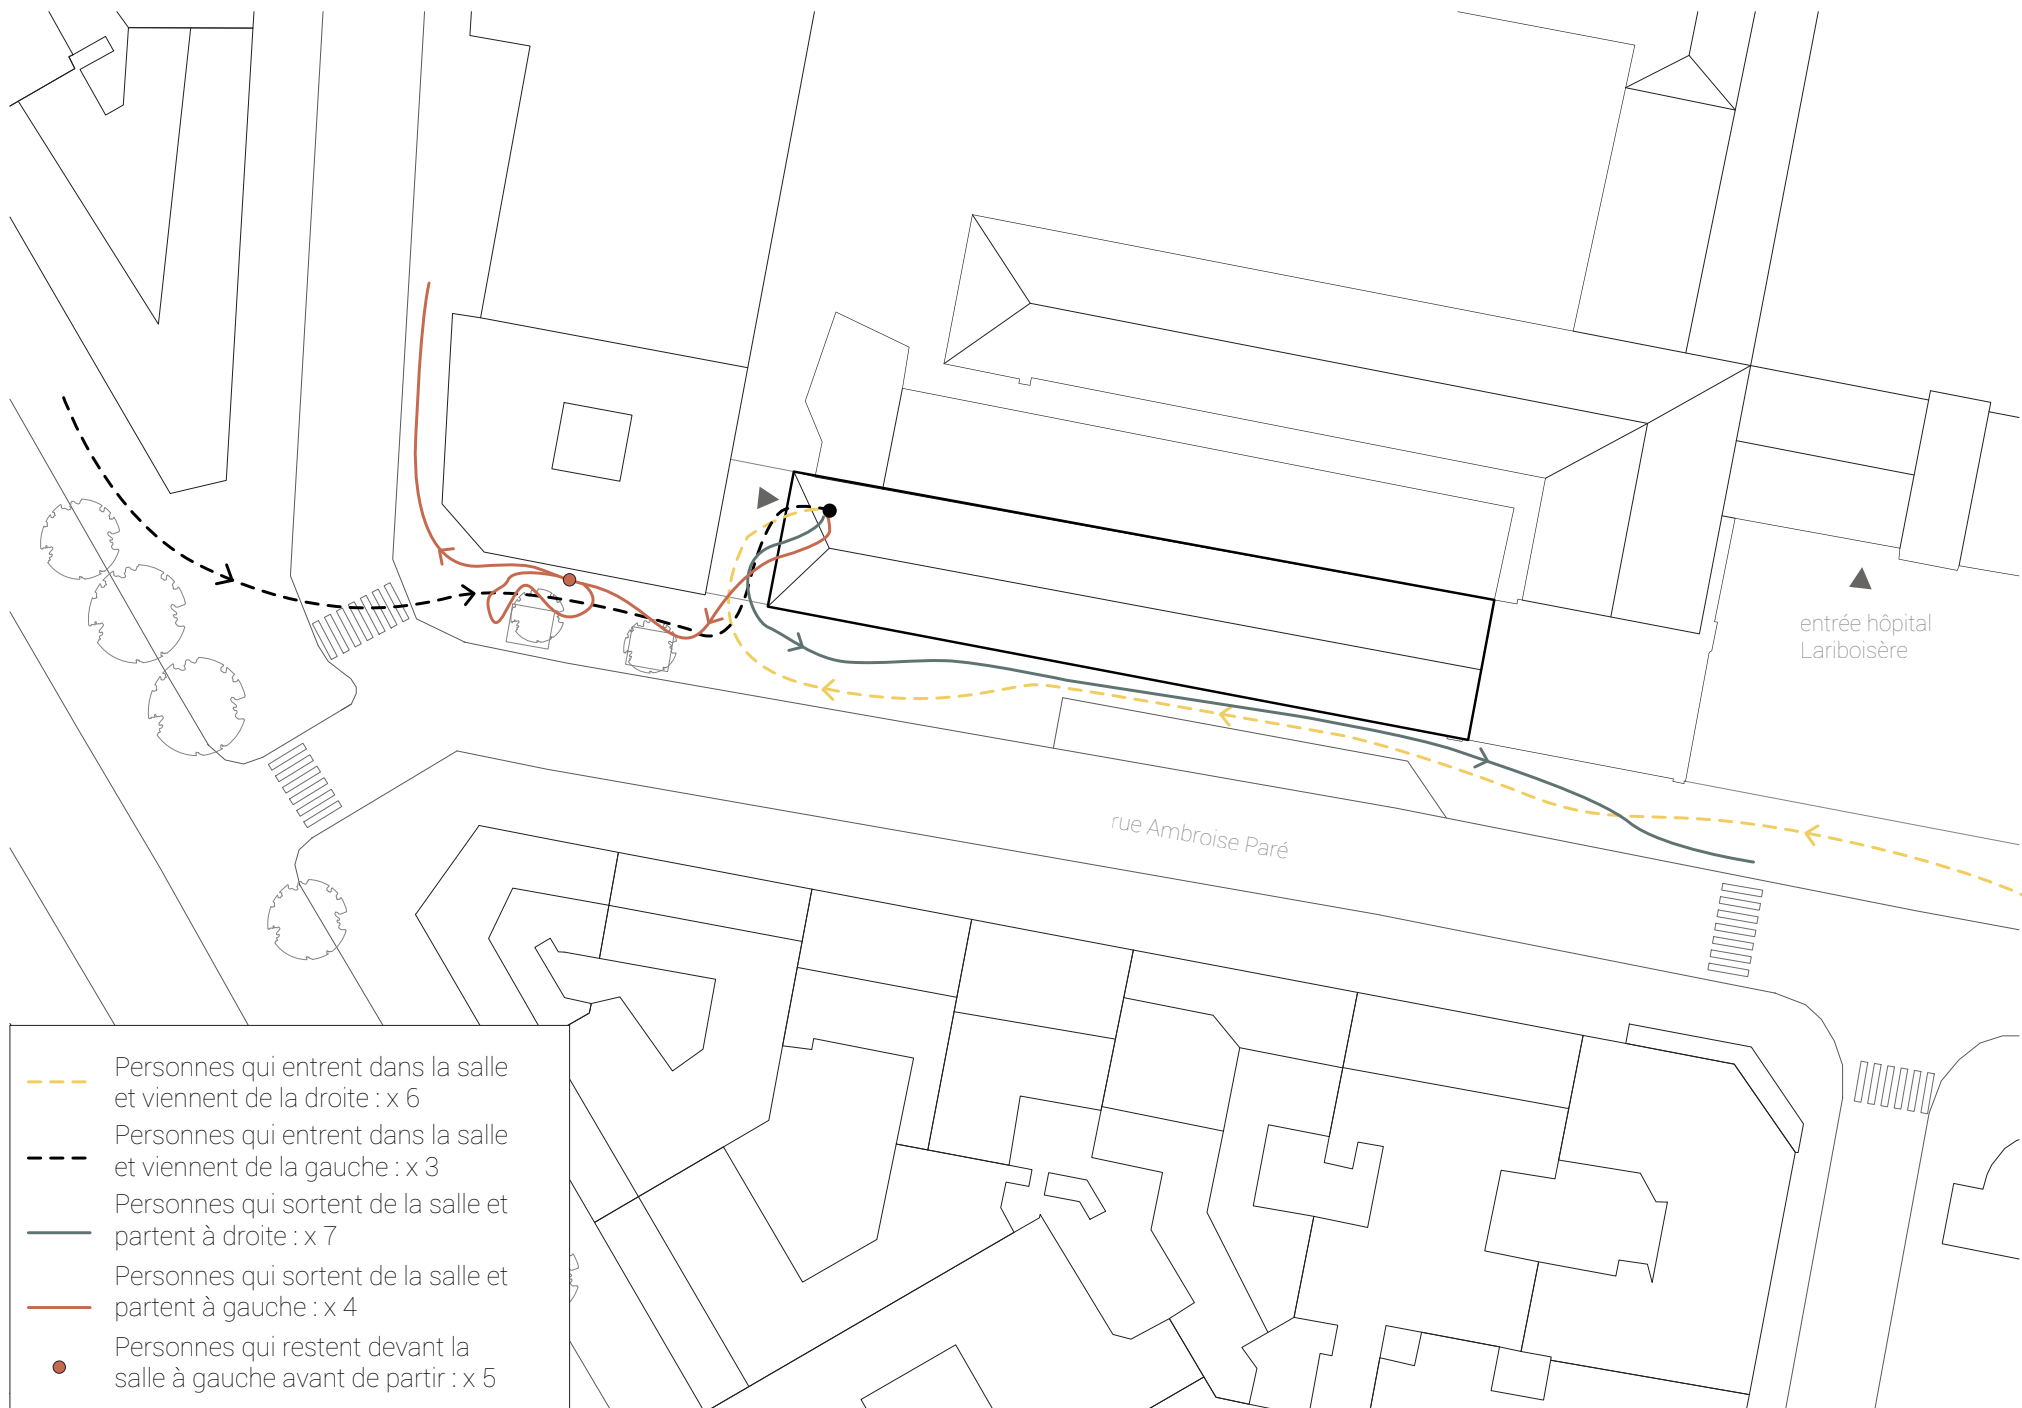 entrée hôpital
Lariboisère
rue Ambroise Paré
Personnes qui entrent dans la salle
et viennent de la droite : x 6
Personnes qui entrent dans la salle
et viennent de la gauche : x 3
Personnes qui sortent de la salle et
partent à droite : x 7
Personnes qui sortent de la salle et
partent à gauche : x 4
Personnes qui restent devant la
salle à gauche avant de partir : x 5